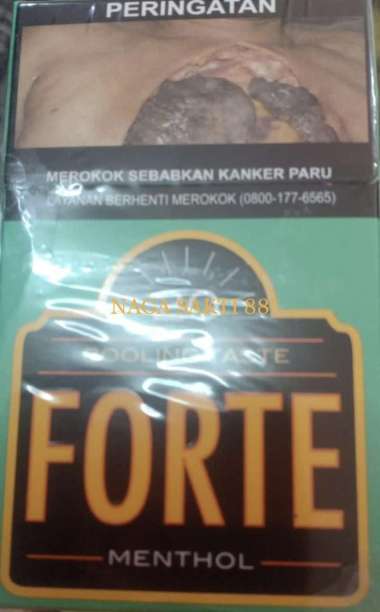 PERINGATAN
MEROKOK SEBABKAN KANKER PARU
LAYANAN BERHENTI MEROKOK (0800-177-6565)
NAGA SAKTI 88
COOLING TASTE
FORTE
MENTHOL